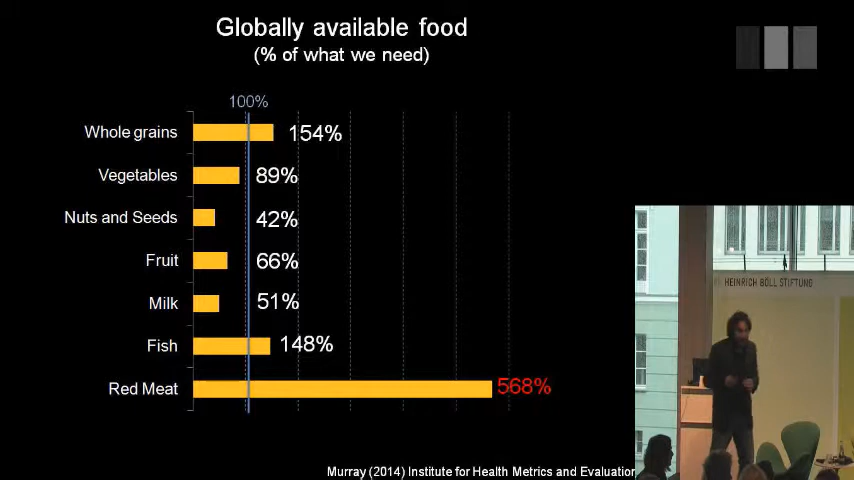 Globally available food
(% of what we need)
100%
Whole grains 154%
Vegetables 89%
Nuts and Seeds 42%
Fruit 66%
Milk 51%
Fish 148%
Red Meat 568%
Murray (2014) Institute for Health Metrics and Evaluation
HEINRICH BÖLL STIFTUNG